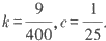 k = 9/400, c = 1/25.